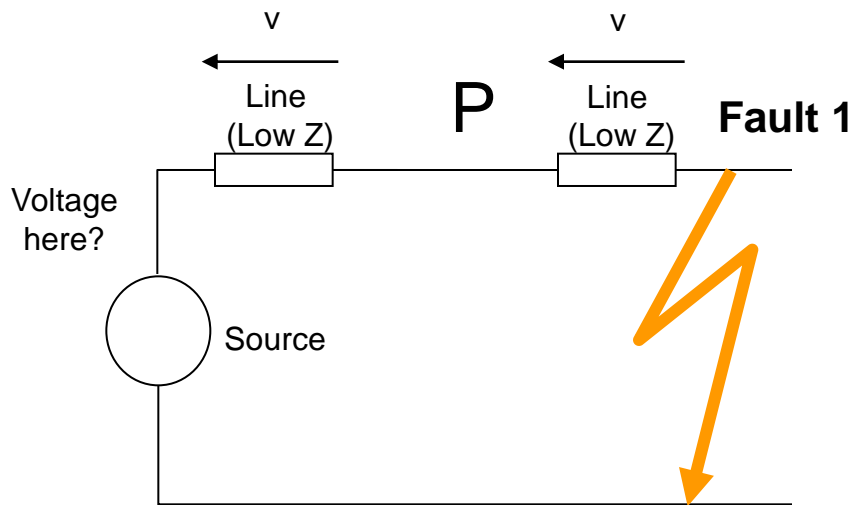 v
v
Line
(Low Z)
P
Line
(Low Z)
Fault 1
Voltage
here?
Source